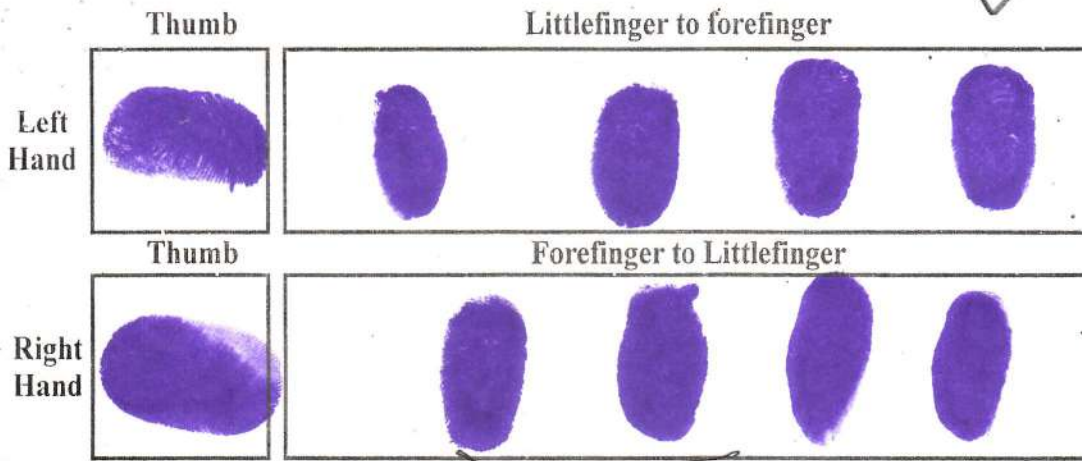 Thumb Littlefinger to forefinger
Left
Hand
Thumb Forefinger to Littlefinger
Right
Hand